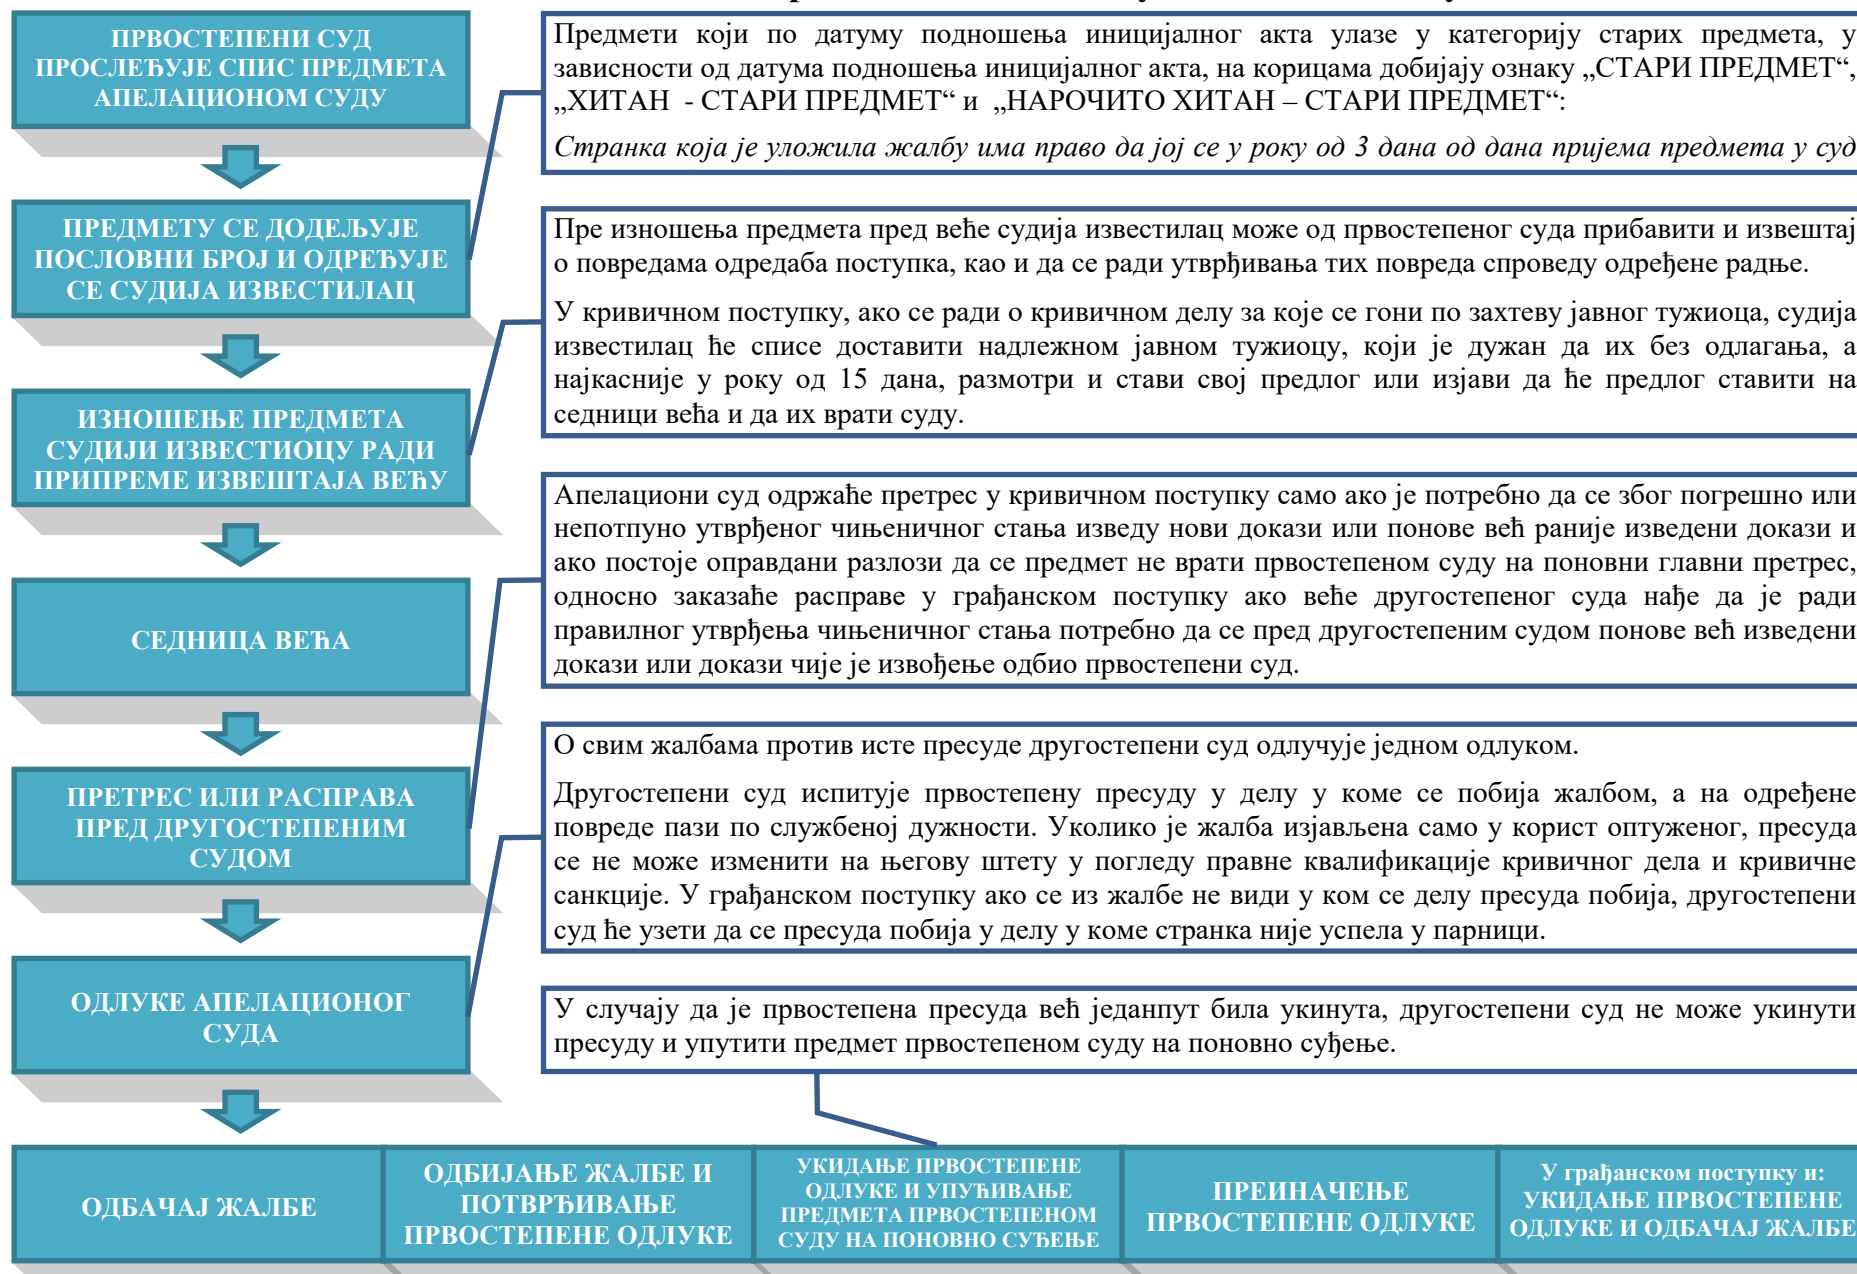 ПРВОСТЕПЕНИ СУД
ПРОСЛЕЂУЈЕ СПИС ПРЕДМЕТА
АПЕЛАЦИОНОМ СУДУ
Предмети који по датуму подношења иницијалног акта улазе у категорију старих предмета, у
зависности од датума подношења иницијалног акта, на корицама добијају ознаку „СТАРИ ПРЕДМЕТ“,
„ХИТАН - СТАРИ ПРЕДМЕТ“ и „НАРОЧИТО ХИТАН – СТАРИ ПРЕДМЕТ“:
Странка која је уложила жалбу има право да јој се у року од 3 дана од дана пријема предмета у суд
ПРЕДМЕТУ СЕ ДОДЕЉУЈЕ
ПОСЛОВНИ БРОЈ И ОДРЕЂУЈЕ
СЕ СУДИЈА ИЗВЕСТИЛАЦ
Пре изношења предмета пред веће судија известилац може од првостепеног суда прибавити и извештај
о повредама одредаба поступка, као и да се ради утврђивања тих повреда спроведу одређене радње.
У кривичном поступку, ако се ради о кривичном делу за које се гони по захтеву јавног тужиоца, судија
известилац ће списе доставити надлежном јавном тужиоцу, који је дужан да их без одлагања, а
најкасније у року од 15 дана, размотри и стави свој предлог или изјави да ће предлог ставити на
седници већа и да их врати суду.
ИЗНОШЕЊЕ ПРЕДМЕТА
СУДИЈИ ИЗВЕСТИОЦУ РАДИ
ПРИПРЕМЕ ИЗВЕШТАЈА ВЕЋУ
Апелациони суд одржаће претрес у кривичном поступку само ако је потребно да се због погрешно или
непотпуно утврђеног чињеничног стања изведу нови докази или понове већ раније изведени докази и
ако постоје оправдани разлози да се предмет не врати првостепеном суду на поновни главни претрес,
односно заказаће расправе у грађанском поступку ако веће другостепеног суда нађе да је ради
правилног утврђења чињеничног стања потребно да се пред другостепеним судом понове већ изведени
докази или докази чије је извођење одбио првостепени суд.
СЕДНИЦА ВЕЋА
ПРЕТРЕС ИЛИ РАСПРАВА
ПРЕД ДРУГОСТЕПЕНИМ
СУДОМ
О свим жалбама против исте пресуде другостепени суд одлучује једном одлуком.
Другостепени суд испитује првостепену пресуду у делу у коме се побија жалбом, а на одређене
повреде пази по службеној дужности. Уколико је жалба изјављена само у корист оптуженог, пресуда
се не може изменити на његову штету у погледу правне квалификације кривичног дела и кривичне
санкције. У грађанском поступку ако се из жалбе не види у ком се делу пресуда побија, другостепени
суд ће узети да се пресуда побија у делу у коме странка није успела у парници.
ОДЛУКЕ АПЕЛАЦИОНОГ
СУДА
У случају да је првостепена пресуда већ једанпут била укинута, другостепени суд не може укинути
пресуду и упутити предмет првостепеном суду на поновно суђење.
ОДБАЧАЈ ЖАЛБЕ
ОДБИЈАЊЕ ЖАЛБЕ И
ПОТВРЂИВАЊЕ
ПРВОСТЕПЕНЕ ОДЛУКЕ
УКИДАЊЕ ПРВОСТЕПЕНЕ
ОДЛУКЕ И УПУЋИВАЊЕ
ПРЕДМЕТА ПРВОСТЕПЕНОМ
СУДУ НА ПОНОВНО СУЂЕЊЕ
ПРЕИНАЧЕЊЕ
ПРВОСТЕПЕНЕ ОДЛУКЕ
У грађанском поступку и:
УКИДАЊЕ ПРВОСТЕПЕНЕ
ОДЛУКЕ И ОДБАЧАЈ ЖАЛБЕ